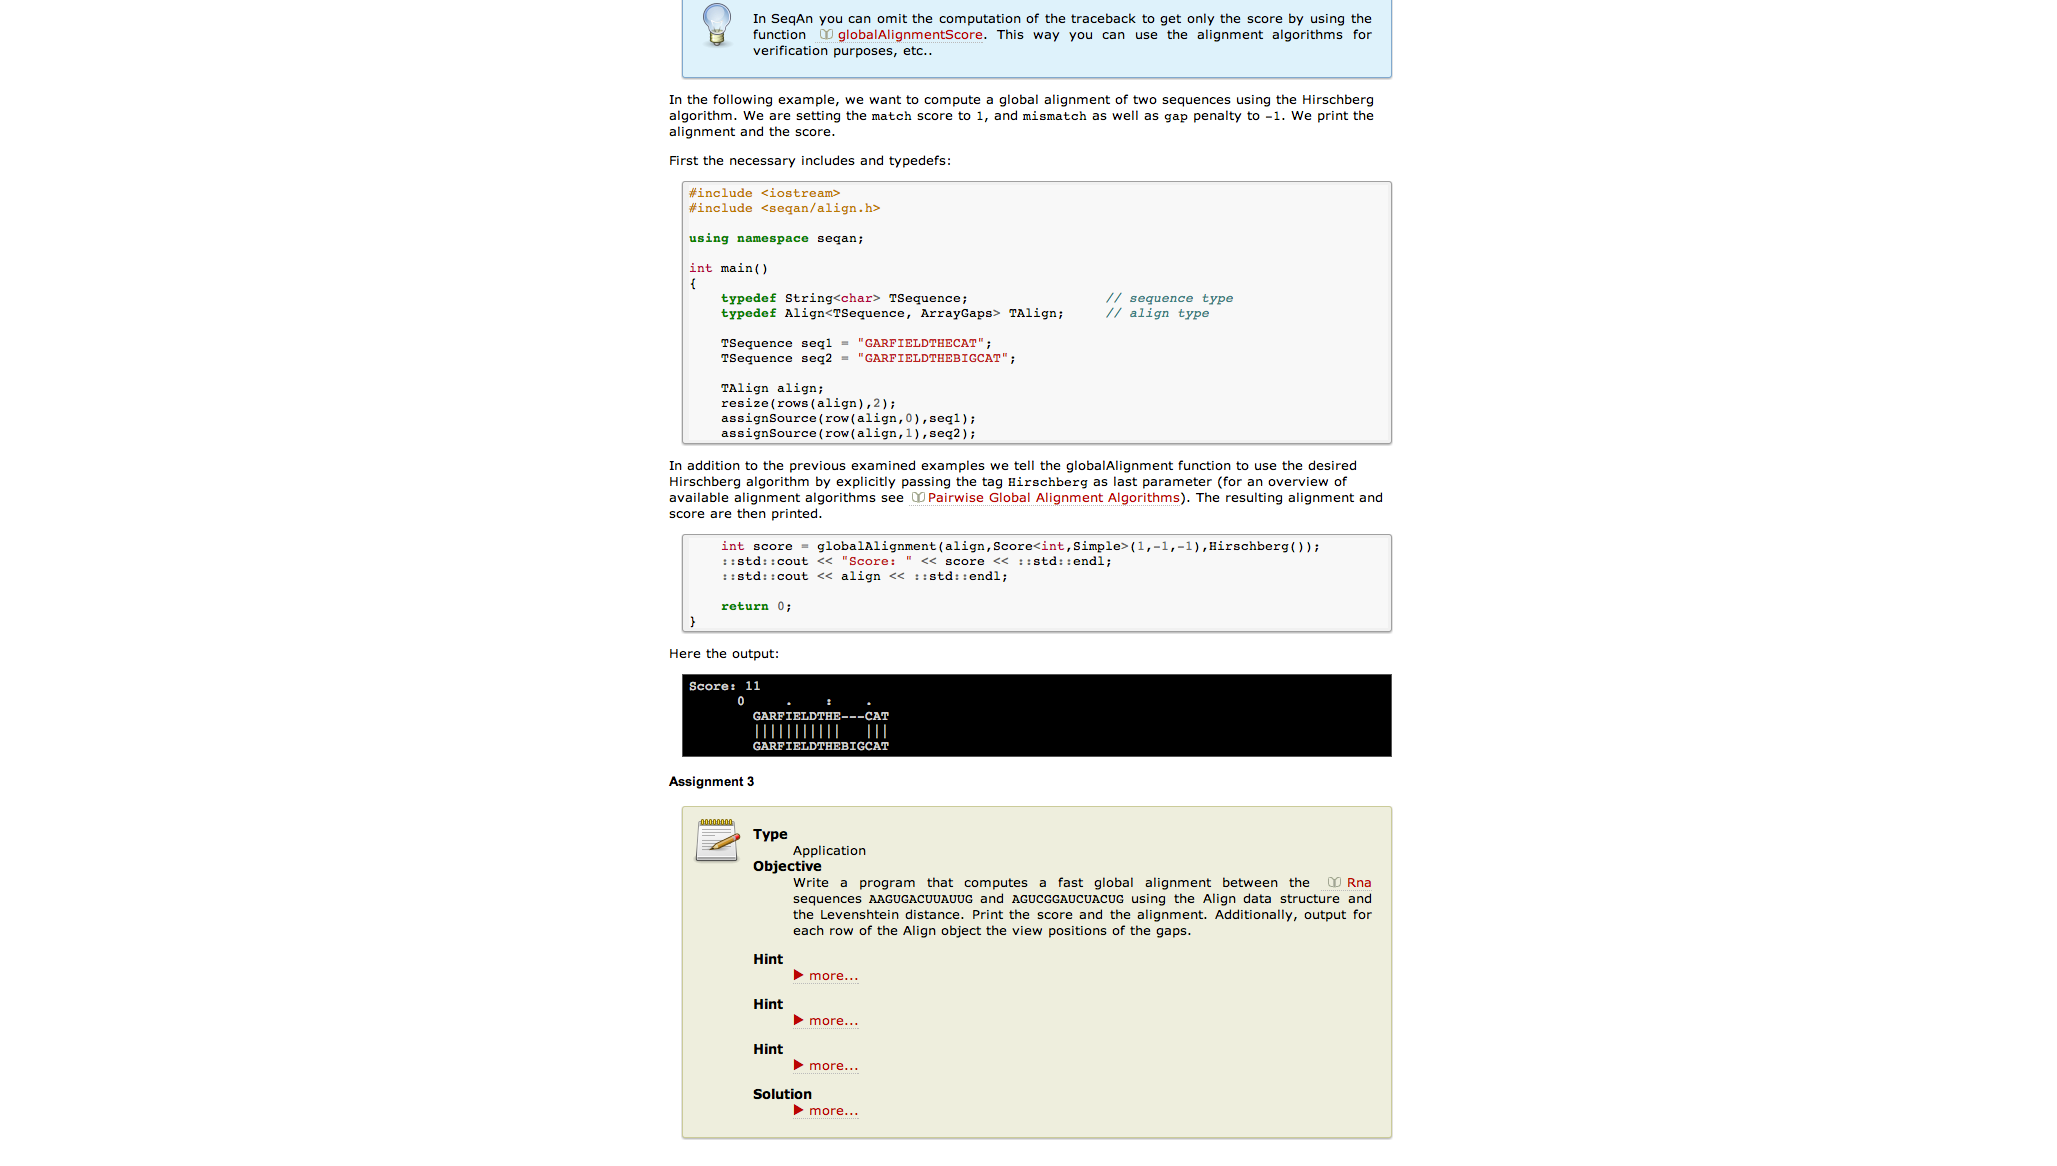 In SeqAn you can omit the computation of the traceback to get only the score by using the
function globalAlignmentScore. This way you can use the alignment algorithms for
verification purposes, etc..
In the following example, we want to compute a global alignment of two sequences using the Hirschberg
algorithm. We are setting the match score to 1, and mismatch as well as gap penalty to -1. We print the
alignment and the score.
First the necessary includes and typedefs:
#include <iostream>
#include <seqan/align.h>
using namespace seqan;
int main()
{
    typedef String<char> TSequence;                 // sequence type
    typedef Align<TSequence, ArrayGaps> TAlign;     // align type
    TSequence seq1 = "GARFIELDTHECAT";
    TSequence seq2 = "GARFIELDTHEBIGCAT";
    TAlign align;
    resize(rows(align),2);
    assignSource(row(align,0),seq1);
    assignSource(row(align,1),seq2);
In addition to the previous examined examples we tell the globalAlignment function to use the desired
Hirschberg algorithm by explicitly passing the tag Hirschberg as last parameter (for an overview of
available alignment algorithms see Pairwise Global Alignment Algorithms). The resulting alignment and
score are then printed.
    int score = globalAlignment(align,Score<int,Simple>(1,-1,-1),Hirschberg());
    ::std::cout << "Score: " << score << ::std::endl;
    ::std::cout << align << ::std::endl;
    return 0;
}
Here the output:
Score: 11
      0     .    :    .
        GARFIELDTHE---CAT
        |||||||||||   |||
        GARFIELDTHEBIGCAT
Assignment 3
Type
Application
Objective
Write a program that computes a fast global alignment between the Rna
sequences AAGUGACUUAUUG and AGUCGGAUCUACUG using the Align data structure and
the Levenshtein distance. Print the score and the alignment. Additionally, output for
each row of the Align object the view positions of the gaps.
Hint
▶ more...
Hint
▶ more...
Hint
▶ more...
Solution
▶ more...